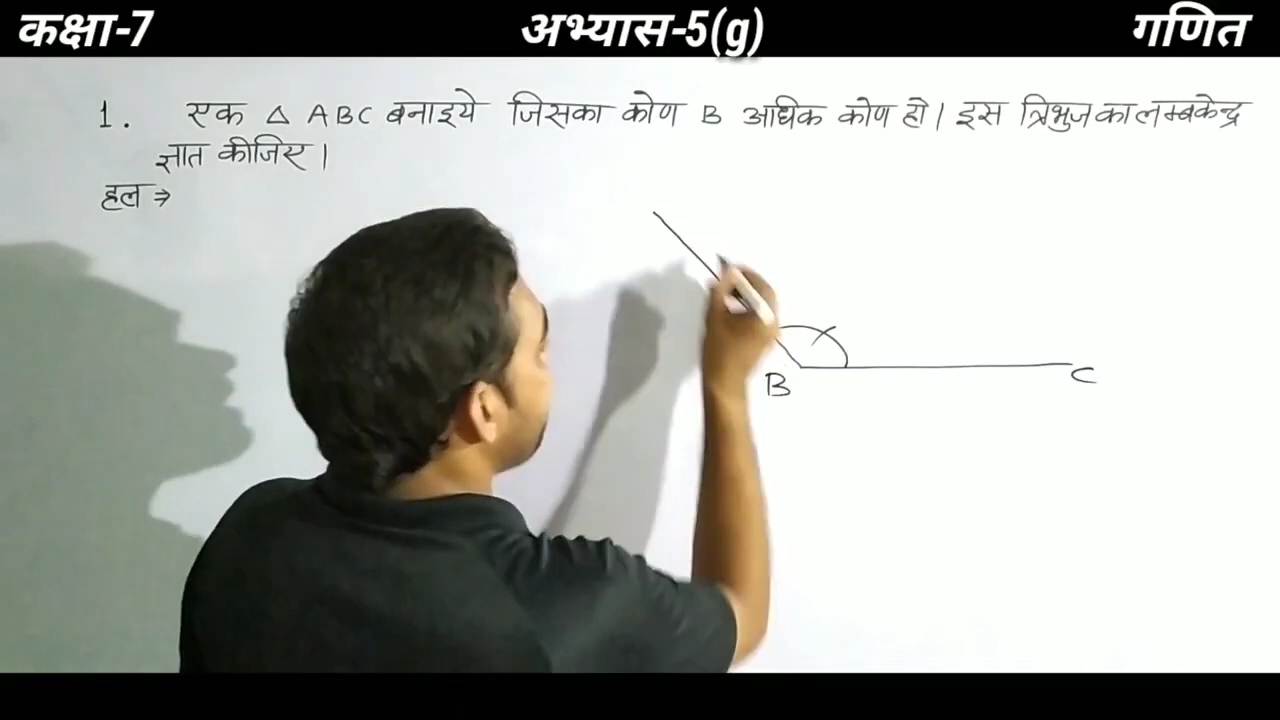 कक्षा-7 अभ्यास-5(g) गणित
1. एक △ ABC बनाइये जिसका कोण B अधिक कोण हो। इस त्रिभुज का लम्बकेन्द्र
ज्ञात कीजिए।
हल ⇒
B C